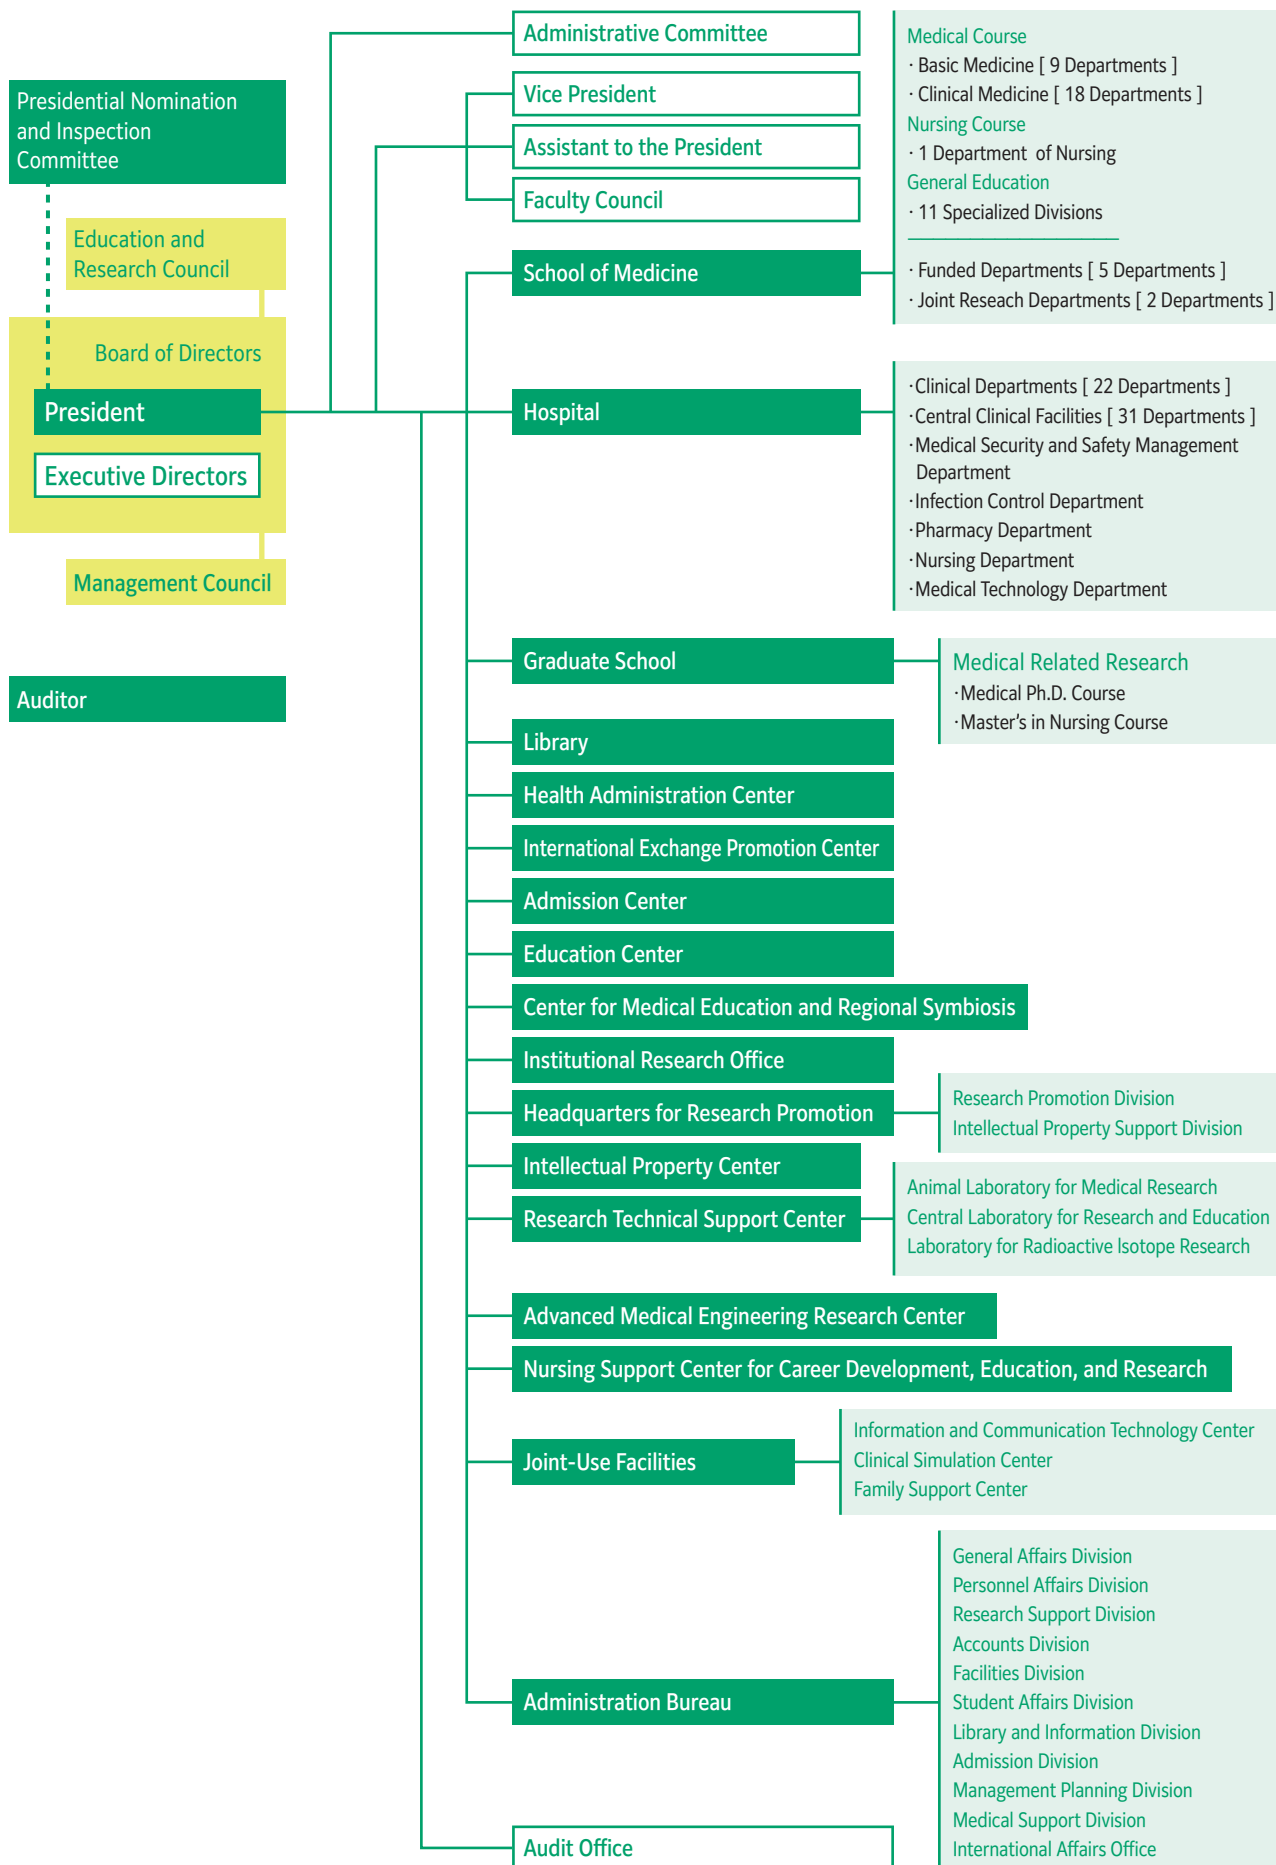 Presidential Nomination
and Inspection
Committee
Education and
Research Council
Board of Directors
President
Executive Directors
Management Council
Auditor
Administrative Committee
Vice President
Assistant to the President
Faculty Council
School of Medicine
Medical Course
· Basic Medicine [ 9 Departments ]
· Clinical Medicine [ 18 Departments ]
Nursing Course
· 1 Department of Nursing
General Education
· 11 Specialized Divisions
· Funded Departments [ 5 Departments ]
· Joint Reseach Departments [ 2 Departments ]
Hospital
·Clinical Departments [ 22 Departments ]
·Central Clinical Facilities [ 31 Departments ]
·Medical Security and Safety Management
Department
·Infection Control Department
·Pharmacy Department
·Nursing Department
·Medical Technology Department
Graduate School
Medical Related Research
·Medical Ph.D. Course
·Master's in Nursing Course
Library
Health Administration Center
International Exchange Promotion Center
Admission Center
Education Center
Center for Medical Education and Regional Symbiosis
Institutional Research Office
Headquarters for Research Promotion
Research Promotion Division
Intellectual Property Support Division
Intellectual Property Center
Research Technical Support Center
Animal Laboratory for Medical Research
Central Laboratory for Research and Education
Laboratory for Radioactive Isotope Research
Advanced Medical Engineering Research Center
Nursing Support Center for Career Development, Education, and Research
Joint-Use Facilities
Information and Communication Technology Center
Clinical Simulation Center
Family Support Center
Administration Bureau
General Affairs Division
Personnel Affairs Division
Research Support Division
Accounts Division
Facilities Division
Student Affairs Division
Library and Information Division
Admission Division
Management Planning Division
Medical Support Division
International Affairs Office
Audit Office